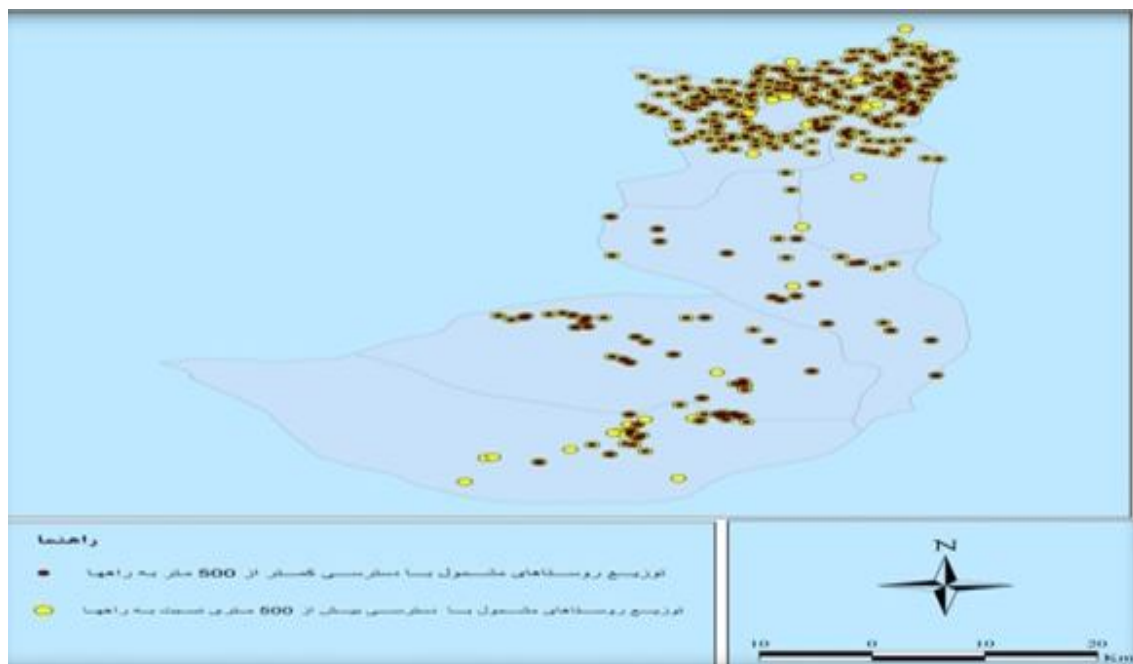 راهنما
توزیع روستاهای مشمول با دسترسی کمتر از 500 متر به راهها
توزیع روستاهای مشمول با دسترسی بیش از 500 متری نسبت به راهها
N
10 0 10 20
Km